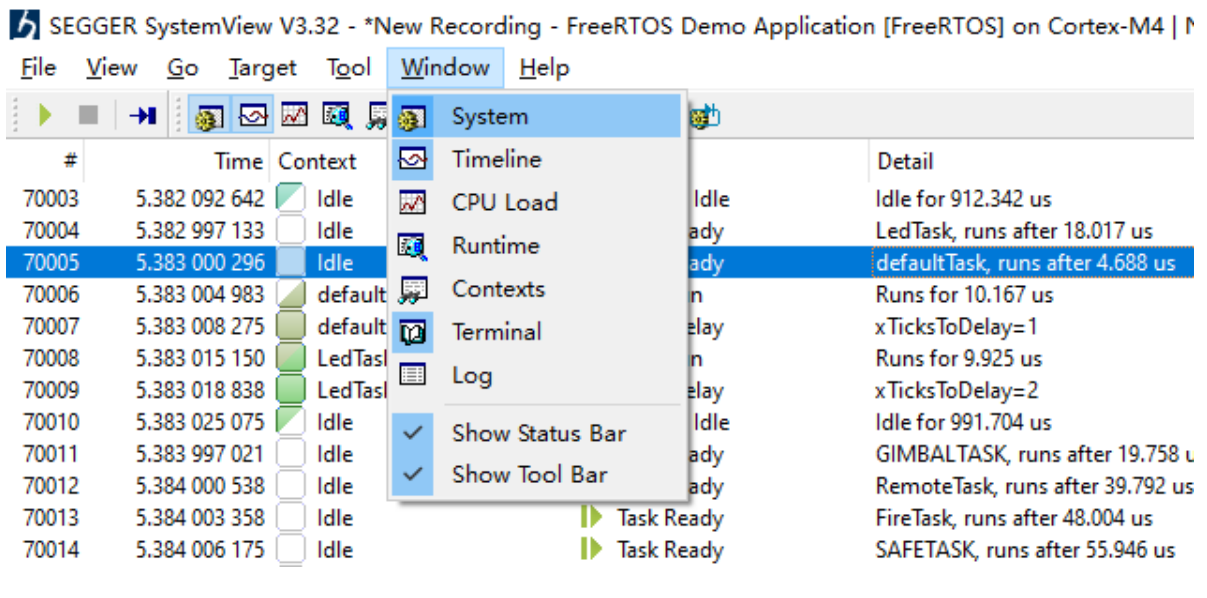 SEGGER SystemView V3.32 - *New Recording - FreeRTOS Demo Application [FreeRTOS] on Cortex-M4 |
File View Go Target Tool Window Help
System
Timeline
CPU Load
Runtime
Contexts
Terminal
Log
Show Status Bar
Show Tool Bar
# Time Context Detail
70003 5.382 092 642 Idle Idle Idle for 912.342 us
70004 5.382 997 133 Idle ady LedTask, runs after 18.017 us
70005 5.383 000 296 Idle ady defaultTask, runs after 4.688 us
70006 5.383 004 983 default n Runs for 10.167 us
70007 5.383 008 275 default elay xTicksToDelay=1
70008 5.383 015 150 LedTas n Runs for 9.925 us
70009 5.383 018 838 LedTas elay xTicksToDelay=2
70010 5.383 025 075 Idle Idle Idle for 991.704 us
70011 5.383 997 021 Idle ady GIMBALTASK, runs after 19.758 u
70012 5.384 000 538 Idle ady RemoteTask, runs after 39.792 us
70013 5.384 003 358 Idle Task Ready FireTask, runs after 48.004 us
70014 5.384 006 175 Idle Task Ready SAFETASK, runs after 55.946 us